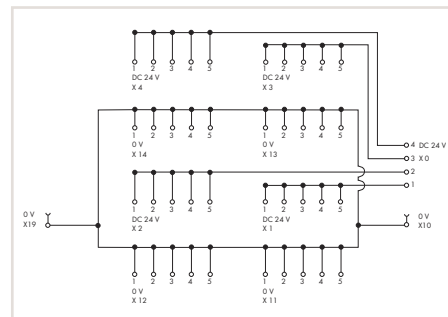 1 2 3 4 5
DC 24 V
X 4
1 2 3 4 5
DC 24 V
X 3
1 2 3 4 5
0 V
X 14
1 2 3 4 5
0 V
X 13
4 DC 24 V
3 X 0
2
1
1 2 3 4 5
DC 24 V
X 2
1 2 3 4 5
DC 24 V
X 1
0 V
X19
0 V
X10
1 2 3 4 5
0 V
X 12
1 2 3 4 5
0 V
X 11